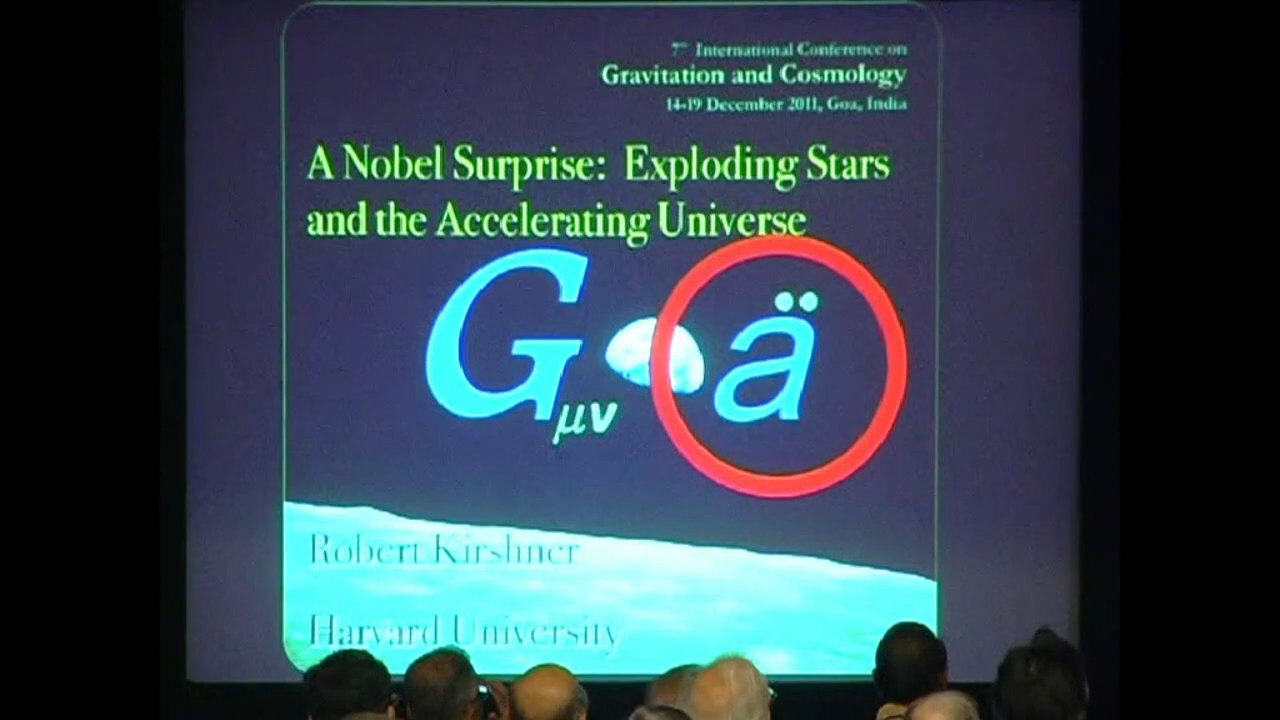 7th International Conference on
Gravitation and Cosmology
14-19 December 2011, Goa, India
A Nobel Surprise: Exploding Stars
and the Accelerating Universe
Gμν ä
Robert Kirshner
Harvard University